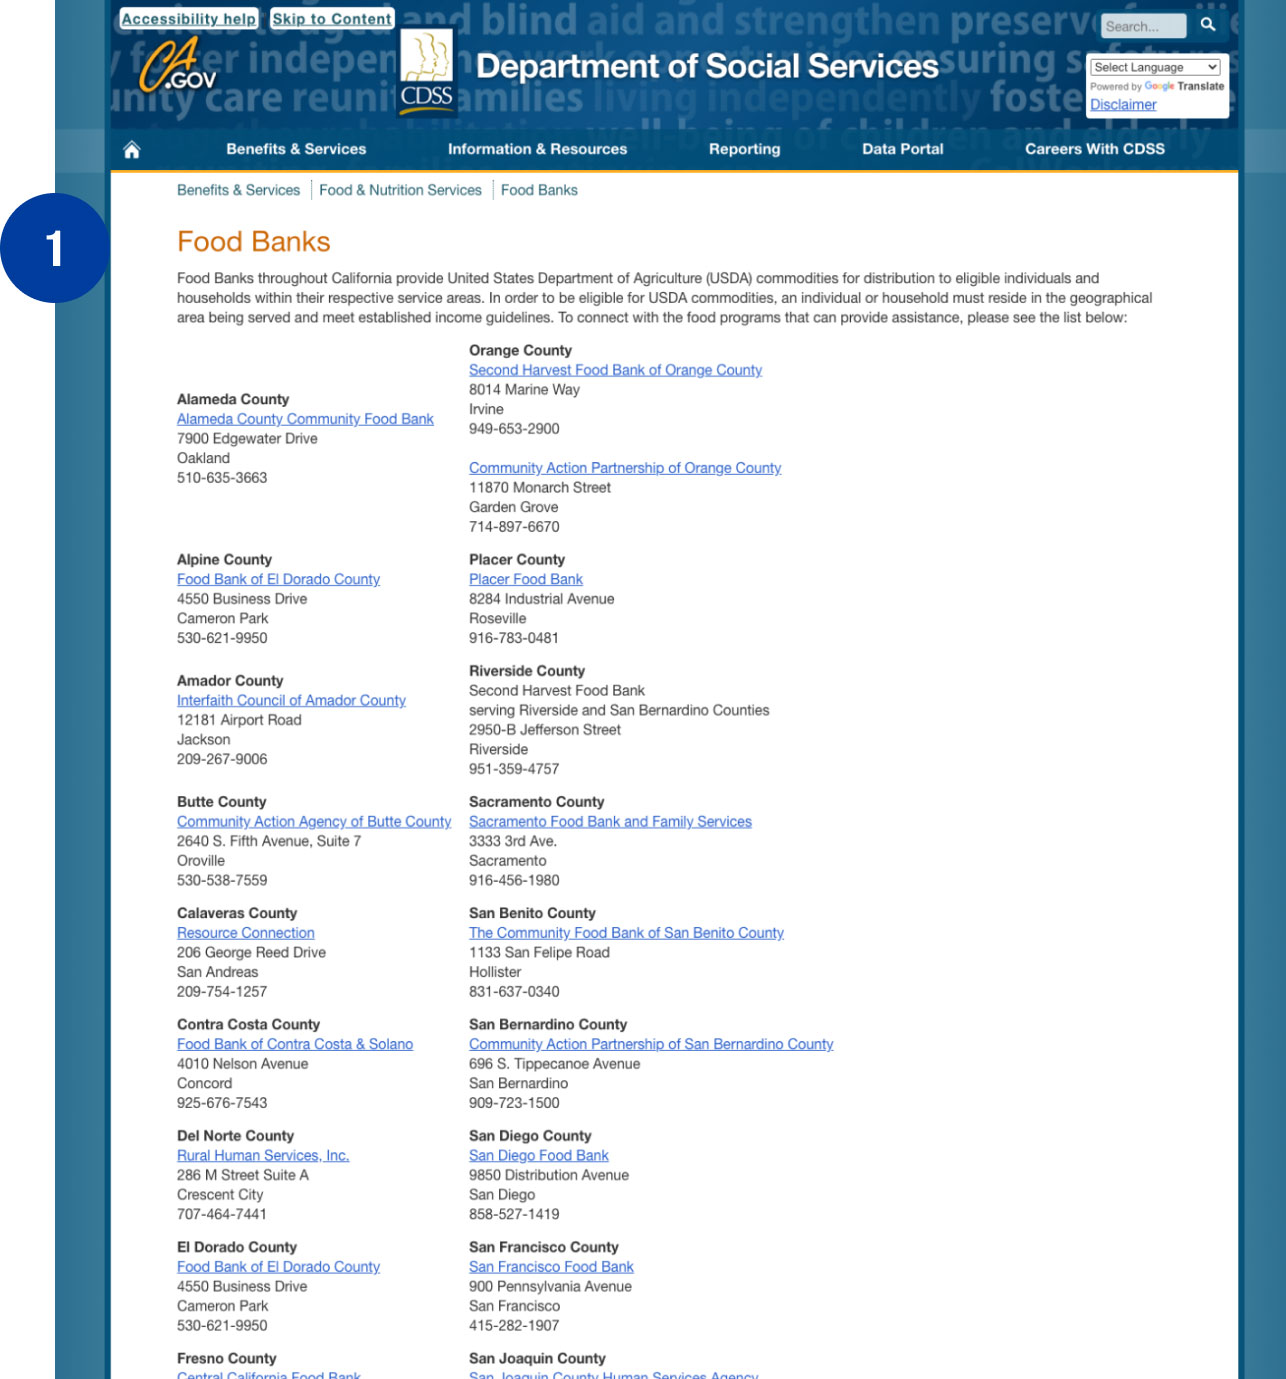 Accessibility help
Skip to Content
CA.GOV
CDSS
Department of Social Services
Search...
Select Language
Powered by Google Translate
Disclaimer
Benefits & Services
Information & Resources
Reporting
Data Portal
Careers With CDSS
Benefits & Services
Food & Nutrition Services
Food Banks
1
Food Banks
Food Banks throughout California provide United States Department of Agriculture (USDA) commodities for distribution to eligible individuals and
households within their respective service areas. In order to be eligible for USDA commodities, an individual or household must reside in the geographical
area being served and meet established income guidelines. To connect with the food programs that can provide assistance, please see the list below:
Alameda County
Alameda County Community Food Bank
7900 Edgewater Drive
Oakland
510-635-3663
Orange County
Second Harvest Food Bank of Orange County
8014 Marine Way
Irvine
949-653-2900
Community Action Partnership of Orange County
11870 Monarch Street
Garden Grove
714-897-6670
Alpine County
Food Bank of El Dorado County
4550 Business Drive
Cameron Park
530-621-9950
Placer County
Placer Food Bank
8284 Industrial Avenue
Roseville
916-783-0481
Amador County
Interfaith Council of Amador County
12181 Airport Road
Jackson
209-267-9006
Riverside County
Second Harvest Food Bank
serving Riverside and San Bernardino Counties
2950-B Jefferson Street
Riverside
951-359-4757
Butte County
Community Action Agency of Butte County
2640 S. Fifth Avenue, Suite 7
Oroville
530-538-7559
Sacramento County
Sacramento Food Bank and Family Services
3333 3rd Ave.
Sacramento
916-456-1980
Calaveras County
Resource Connection
206 George Reed Drive
San Andreas
209-754-1257
San Benito County
The Community Food Bank of San Benito County
1133 San Felipe Road
Hollister
831-637-0340
Contra Costa County
Food Bank of Contra Costa & Solano
4010 Nelson Avenue
Concord
925-676-7543
San Bernardino County
Community Action Partnership of San Bernardino County
696 S. Tippecanoe Avenue
San Bernardino
909-723-1500
Del Norte County
Rural Human Services, Inc.
286 M Street Suite A
Crescent City
707-464-7441
San Diego County
San Diego Food Bank
9850 Distribution Avenue
San Diego
858-527-1419
El Dorado County
Food Bank of El Dorado County
4550 Business Drive
Cameron Park
530-621-9950
San Francisco County
San Francisco Food Bank
900 Pennsylvania Avenue
San Francisco
415-282-1907
Fresno County
Central California Food Bank
San Joaquin County
San Joaquin County Human Services Agency